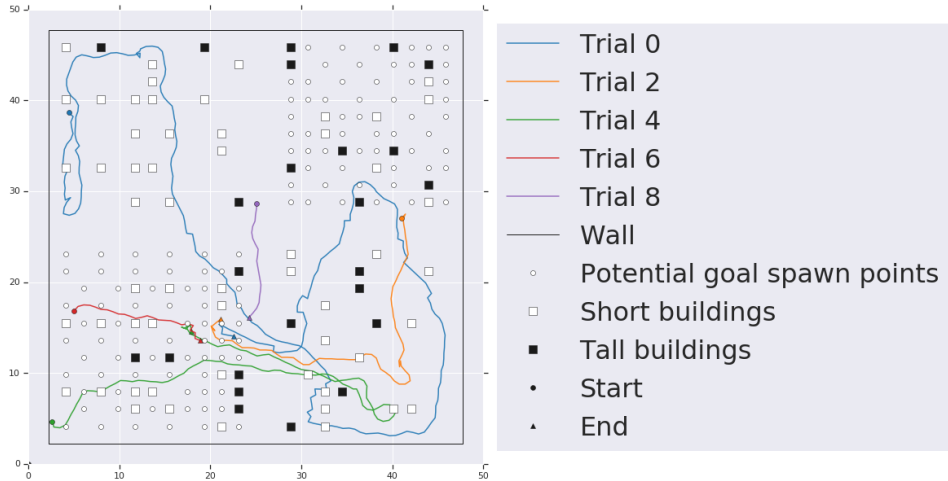 50
40
30
20
10
0
0
10
20
30
40
50
Trial 0
Trial 2
Trial 4
Trial 6
Trial 8
Wall
Potential goal spawn points
Short buildings
Tall buildings
Start
End